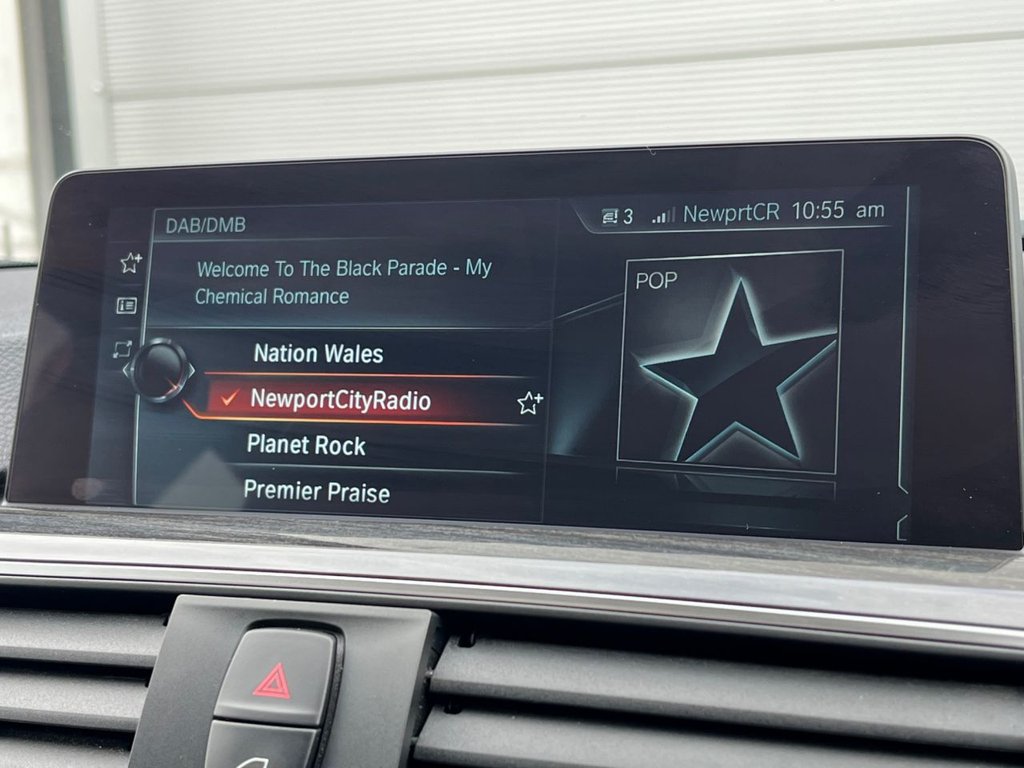 DAB/DMB
3 NewprtCR 10:55 am
Welcome To The Black Parade - My
Chemical Romance
POP
Nation Wales
NewportCityRadio
Planet Rock
Premier Praise